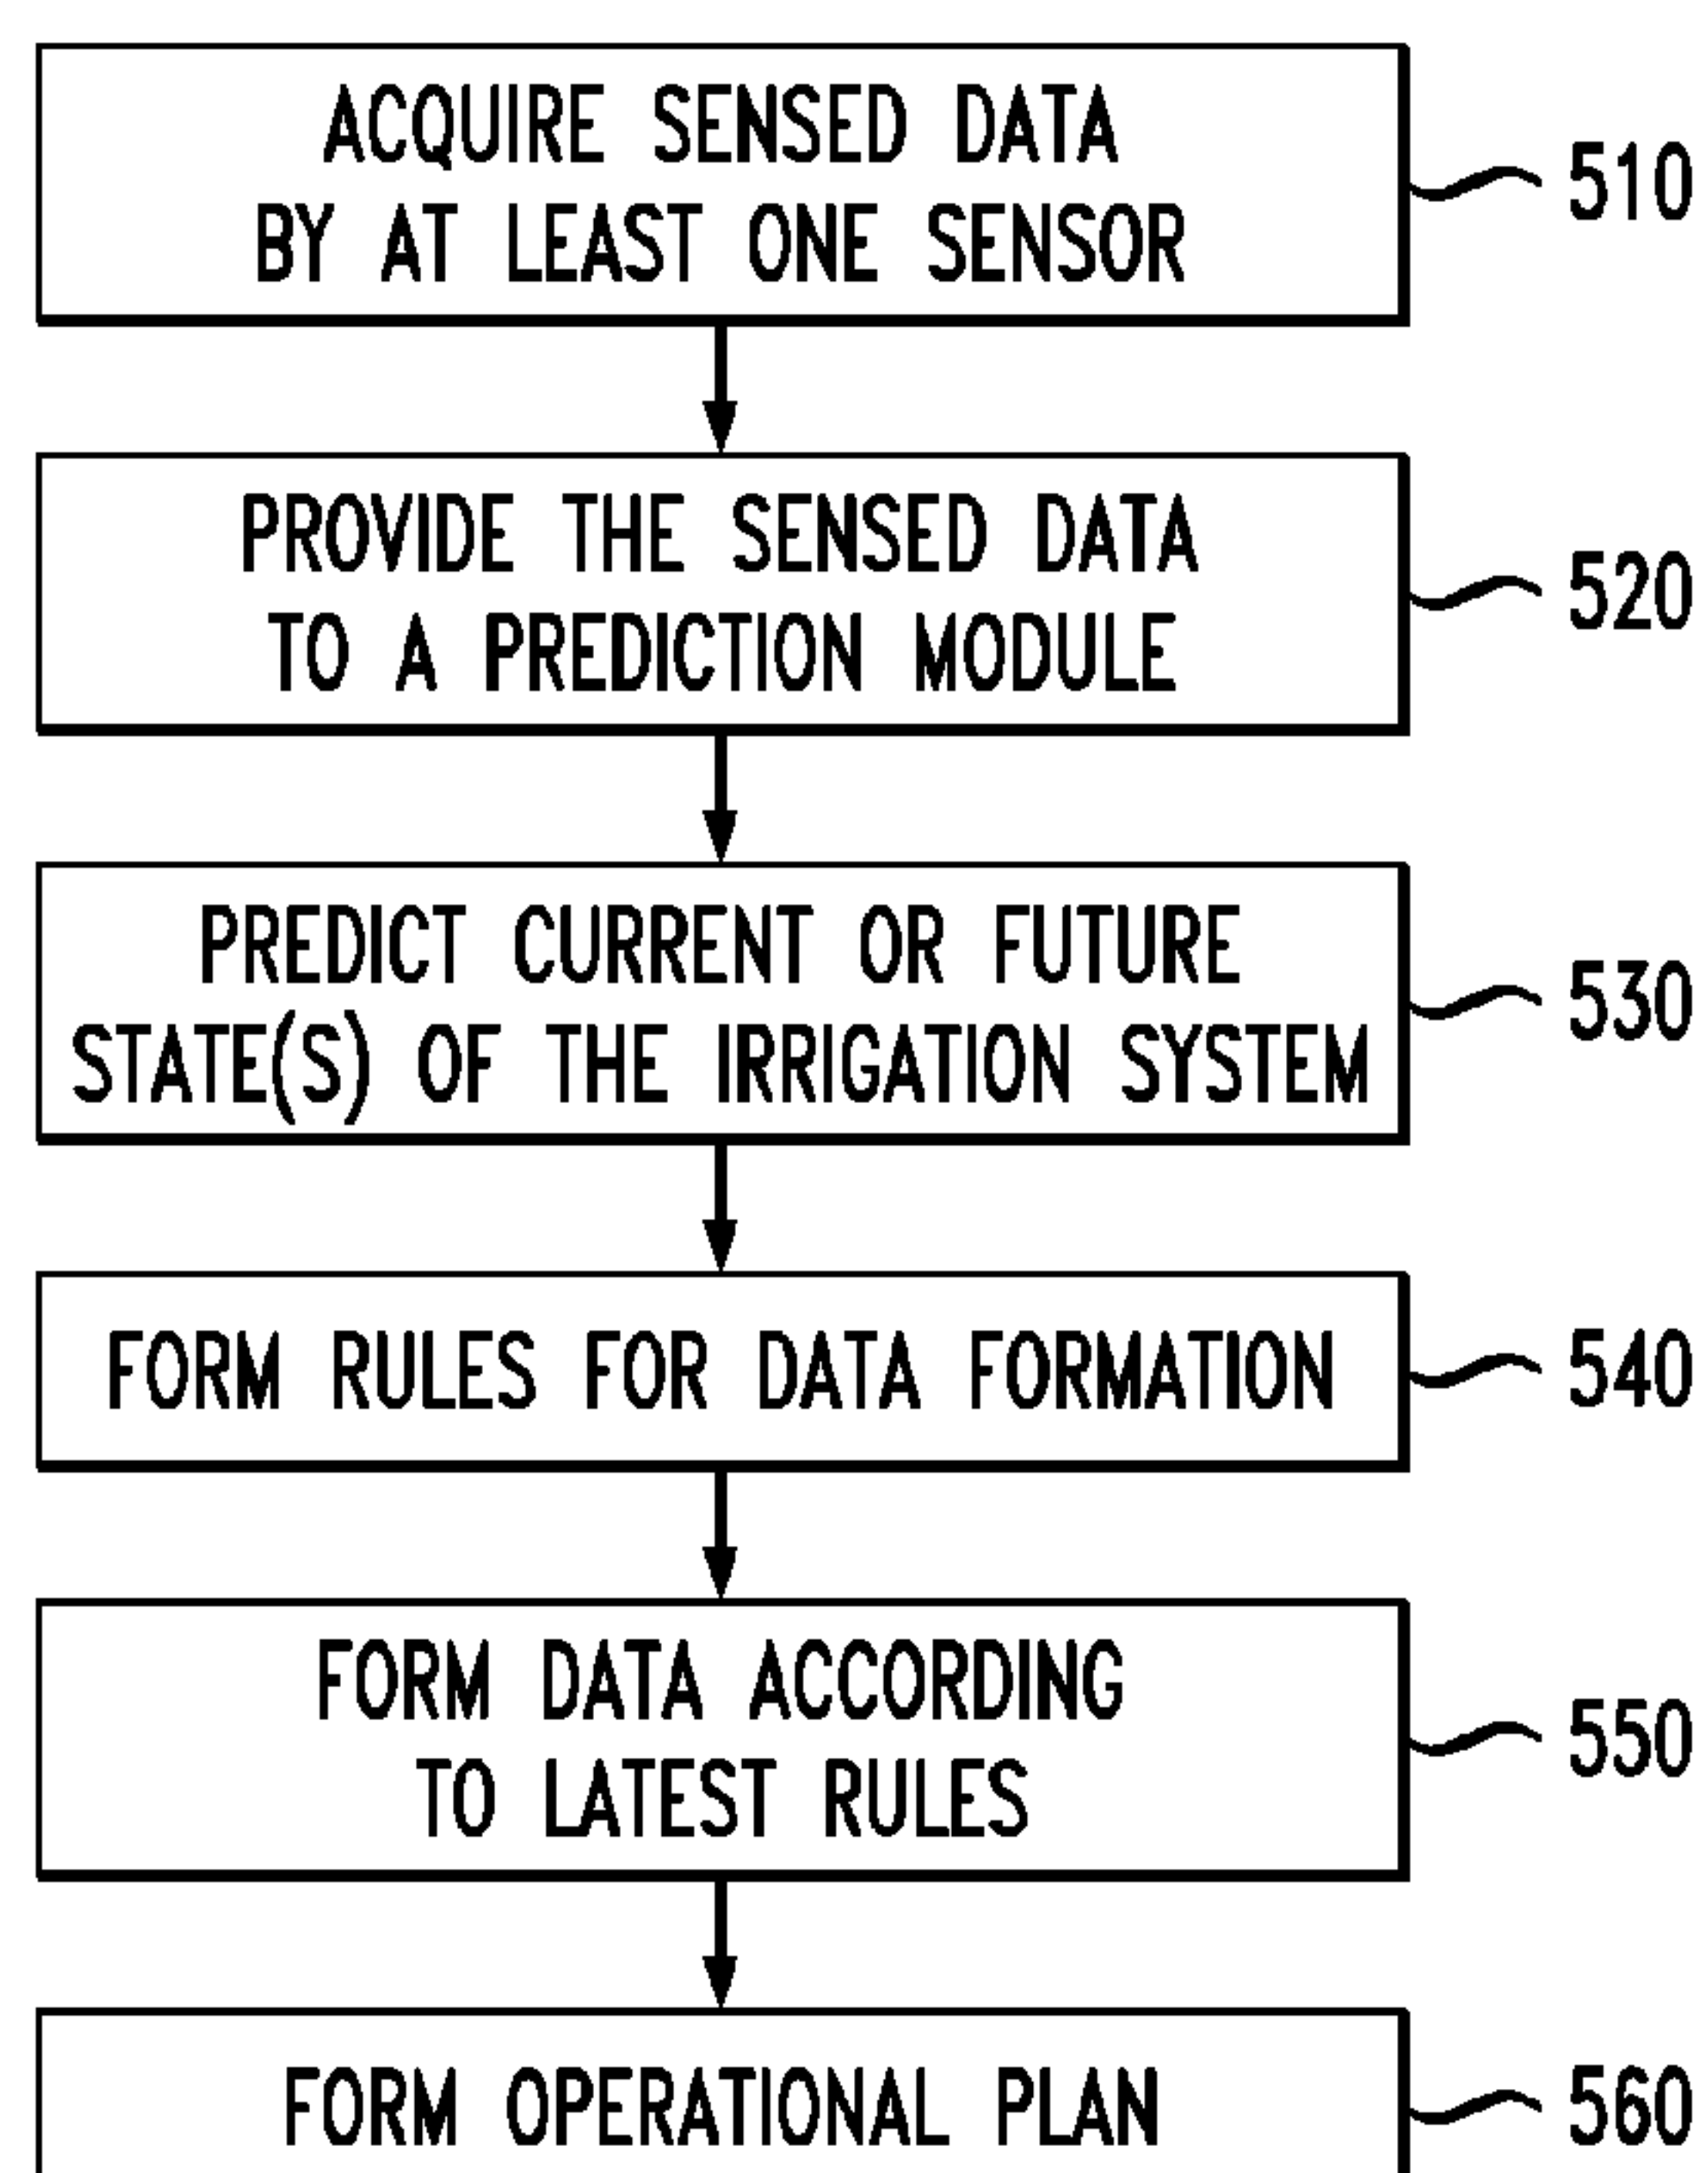 ACQUIRE SENSED DATA
BY AT LEAST ONE SENSOR
510
PROVIDE THE SENSED DATA
TO A PREDICTION MODULE
520
PREDICT CURRENT OR FUTURE
STATE(S) OF THE IRRIGATION SYSTEM
530
FORM RULES FOR DATA FORMATION
540
FORM DATA ACCORDING
TO LATEST RULES
550
FORM OPERATIONAL PLAN
560